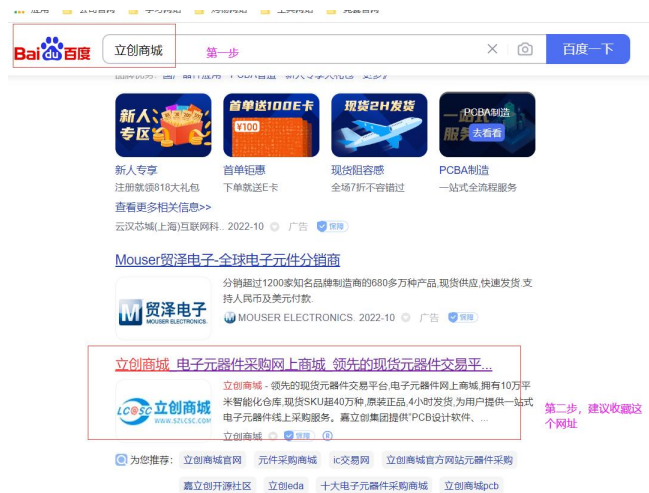 Bai du 百度
立创商城
第一步
百度一下
新人专区
首单送100E卡
¥100
现货2H发货
PCBA制造
去看看
新人专享
首单钜惠
现货阻容感
PCBA制造
注册就领818大礼包
下单就送E卡
全场7折不容错过
一站式全流程服务
查看更多相关信息>>
云汉芯城(上海)互联网科.. 2022-10 广告 保障
Mouser贸泽电子-全球电子元件分销商
分销超过1200家知名品牌制造商的680多万种产品,现货供应,快速发货.支
持人民币及美元付款.
贸泽电子
MOUSER ELECTRONICS.
MOUSER ELECTRONICS. 2022-10 广告 保障
立创商城_电子元器件采购网上商城_领先的现货元器件交易平...
立创商城 - 领先的现货元器件交易平台,电子元器件网上商城,拥有10万平
米智能化仓库,现货SKU超40万种,原装正品,4小时发货,为用户提供一站式
电子元器件线上采购服务。嘉立创集团提供"PCB设计软件、...
LCSC 立创商城
WWW.SZLCSC.COM
立创商城 保障 R
第二步，建议收藏这
个网址
为您推荐: 立创商城官网 元件采购商城 ic交易网 立创商城官方网站元器件采购
嘉立创开源社区 立创eda 十大电子元器件采购商城 立创商城pcb